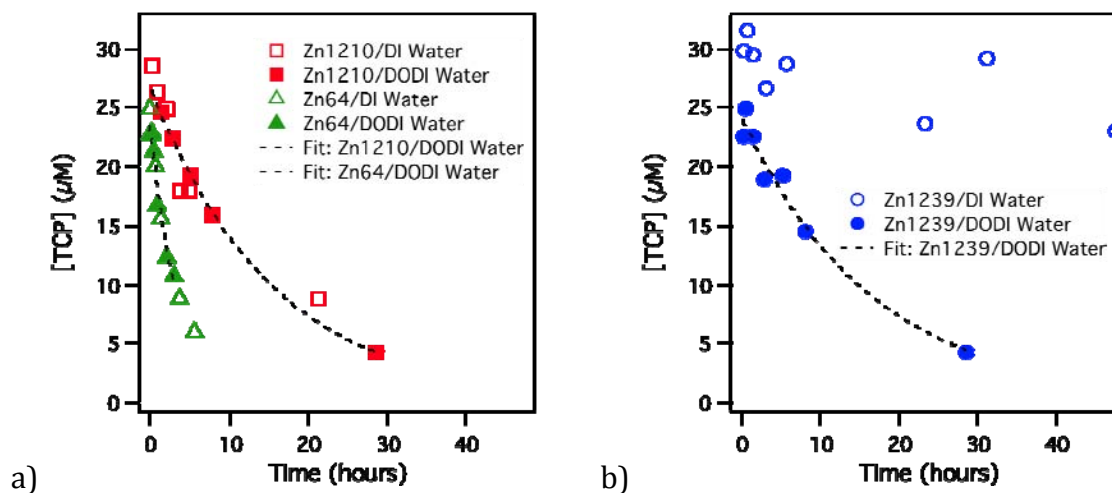 30
25
20
15
10
5
0
[TCP] (µM)
Zn1210/DI Water
Zn1210/DODI Water
Zn64/DI Water
Zn64/DODI Water
Fit: Zn1210/DODI Water
Fit: Zn64/DODI Water
0 10 20 30 40
Time (hours)
a)
30
25
20
15
10
5
0
[TCP] (µM)
Zn1239/DI Water
Zn1239/DODI Water
Fit: Zn1239/DODI Water
0 10 20 30 40
Time (hours)
b)